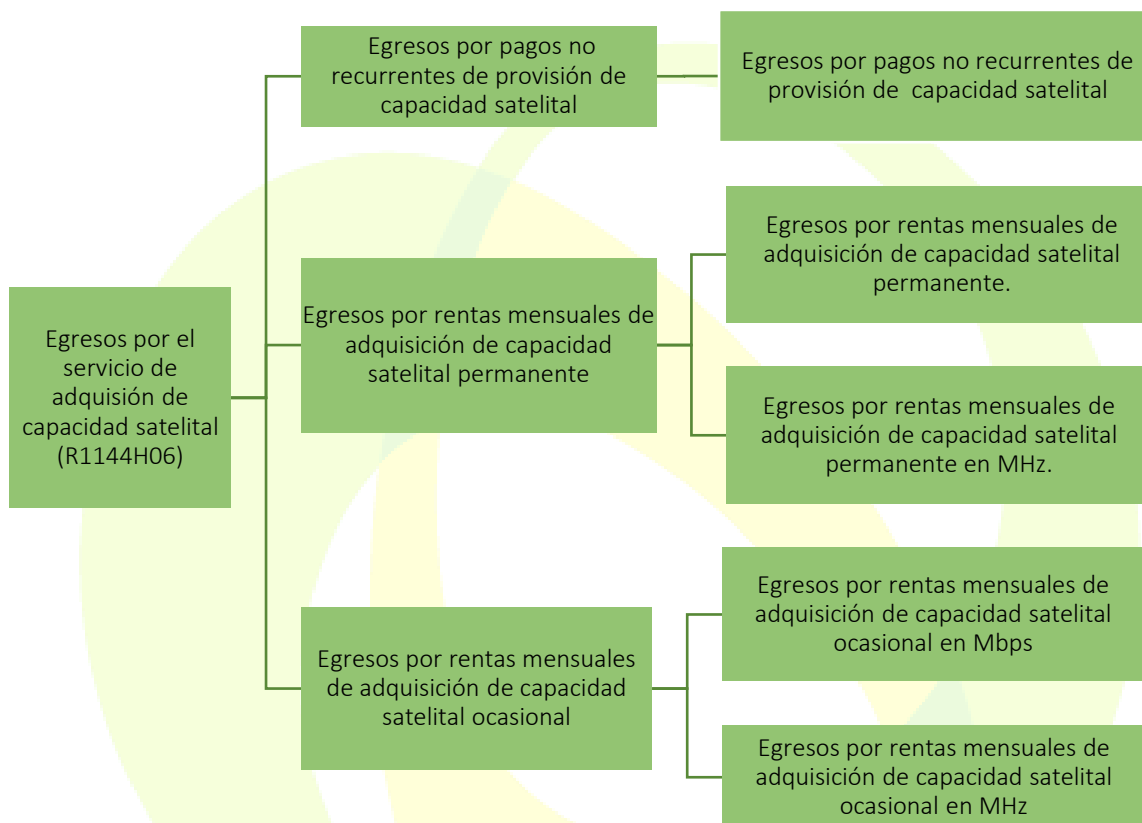 Egresos por el
servicio de
adquisión de
capacidad satelital
(R1144H06)
Egresos por pagos no
recurrentes de provisión de
capacidad satelital
Egresos por pagos no recurrentes de
provisión de capacidad satelital
Egresos por rentas mensuales de
adquisición de capacidad
satelital permanente
Egresos por rentas mensuales de
adquisición de capacidad satelital
permanente.
Egresos por rentas mensuales de
adquisición de capacidad satelital
permanente en MHz.
Egresos por rentas mensuales
de adquisición de capacidad
satelital ocasional
Egresos por rentas mensuales de
adquisición de capacidad satelital
ocasional en Mbps
Egresos por rentas mensuales de
adquisición de capacidad satelital
ocasional en MHz